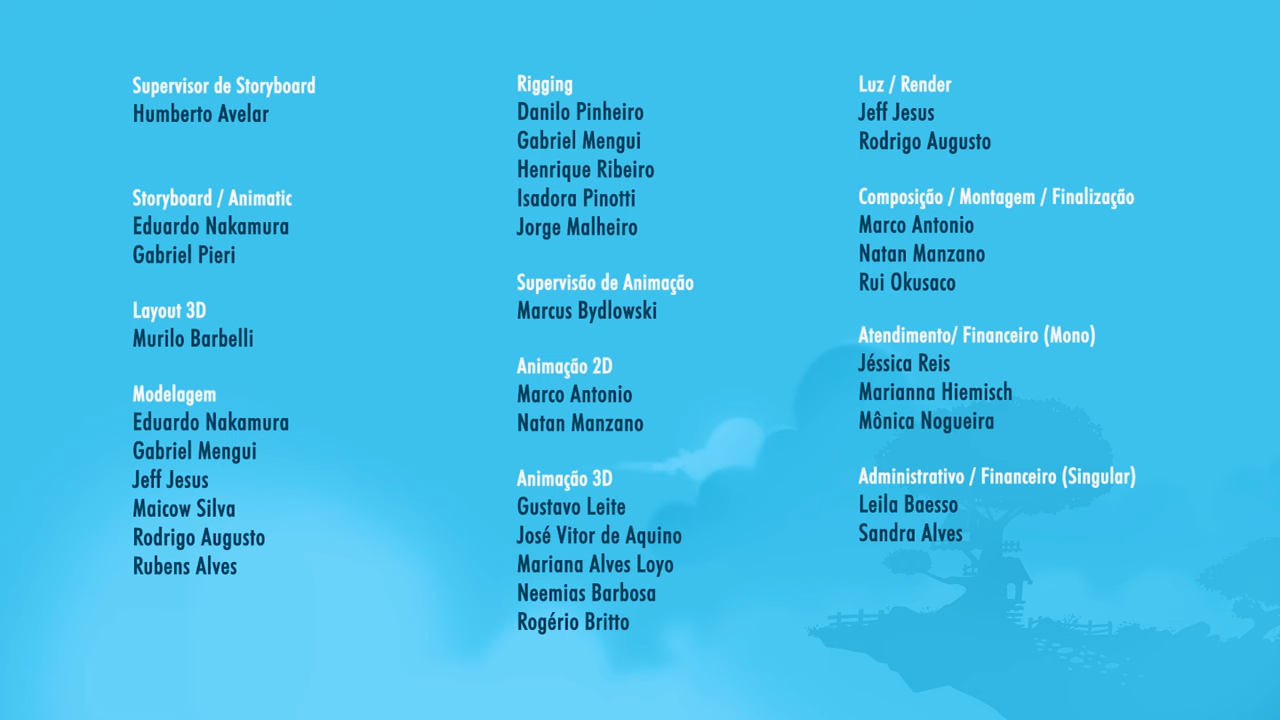 Supervisor de Storyboard
Humberto Avelar
Storyboard / Animatic
Eduardo Nakamura
Gabriel Pieri
Layout 3D
Murilo Barbelli
Modelagem
Eduardo Nakamura
Gabriel Mengui
Jeff Jesus
Maicow Silva
Rodrigo Augusto
Rubens Alves
Rigging
Danilo Pinheiro
Gabriel Mengui
Henrique Ribeiro
Isadora Pinotti
Jorge Malheiro
Supervisão de Animação
Marcus Bydlowski
Animação 2D
Marco Antonio
Natan Manzano
Animação 3D
Gustavo Leite
José Vitor de Aquino
Mariana Alves Loyo
Neemias Barbosa
Rogério Britto
Luz / Render
Jeff Jesus
Rodrigo Augusto
Composição / Montagem / Finalização
Marco Antonio
Natan Manzano
Rui Okusaco
Atendimento/ Financeiro (Mono)
Jéssica Reis
Marianna Hiemisch
Mônica Nogueira
Administrativo / Financeiro (Singular)
Leila Baesso
Sandra Alves